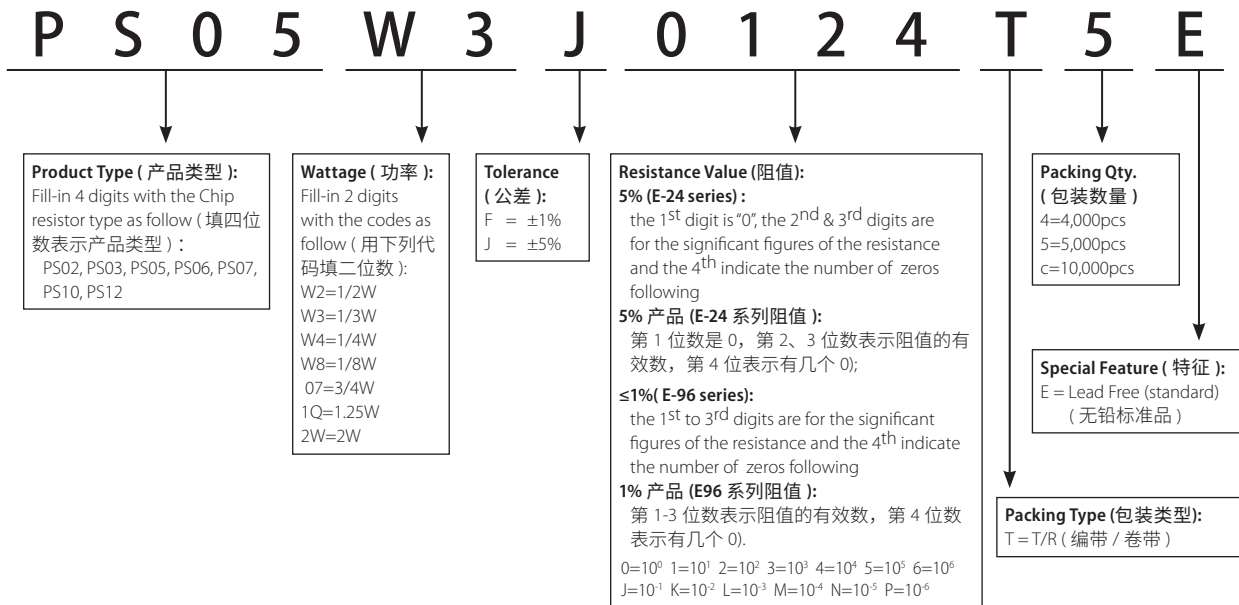 P S 0 5 W 3 J 0 1 2 4 T 5 E
Product Type ( 产品类型 ):
Fill-in 4 digits with the Chip
resistor type as follow ( 填四位
数表示产品类型 ) :
PS02, PS03, PS05, PS06, PS07,
PS10, PS12
Wattage ( 功率 ):
Fill-in 2 digits
with the codes as
follow ( 用下列代
码填二位数 ):
W2=1/2W
W3=1/3W
W4=1/4W
W8=1/8W
07=3/4W
1Q=1.25W
2W=2W
Tolerance
( 公差 ):
F = ±1%
J = ±5%
Resistance Value (阻值):
5% (E-24 series) :
the 1st digit is "0", the 2nd & 3rd digits are
for the significant figures of the resistance
and the 4th indicate the number of zeros
following
5% 产品 (E-24 系列阻值 ):
第 1 位数是 0，第 2、3 位数表示阻值的有
效数，第 4 位表示有几个 0);
≤1%( E-96 series):
the 1st to 3rd digits are for the significant
figures of the resistance and the 4th indicate
the number of zeros following
1% 产品 (E96 系列阻值 ):
第 1-3 位数表示阻值的有效数，第 4 位数
表示有几个 0).
0=10⁰ 1=10¹ 2=10² 3=10³ 4=10⁴ 5=10⁵ 6=10⁶
J=10⁻¹ K=10⁻² L=10⁻³ M=10⁻⁴ N=10⁻⁵ P=10⁻⁶
Packing Qty.
( 包装数量 )
4=4,000pcs
5=5,000pcs
c=10,000pcs
Special Feature ( 特征 ):
E = Lead Free (standard)
( 无铅标准品 )
Packing Type (包装类型):
T = T/R ( 编带 / 卷带 )